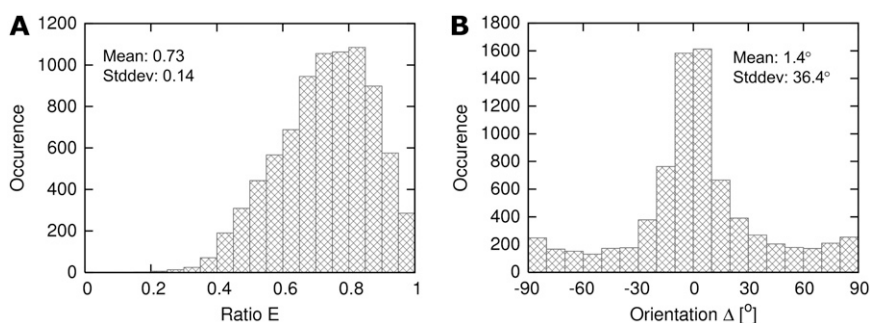 A
Mean: 0.73
Stddev: 0.14
Occurence
1200
1000
800
600
400
200
0
0 0.2 0.4 0.6 0.8 1
Ratio E
B
Mean: 1.4°
Stddev: 36.4°
Occurence
1800
1600
1400
1200
1000
800
600
400
200
0
-90 -60 -30 0 30 60 90
Orientation Δ [°]